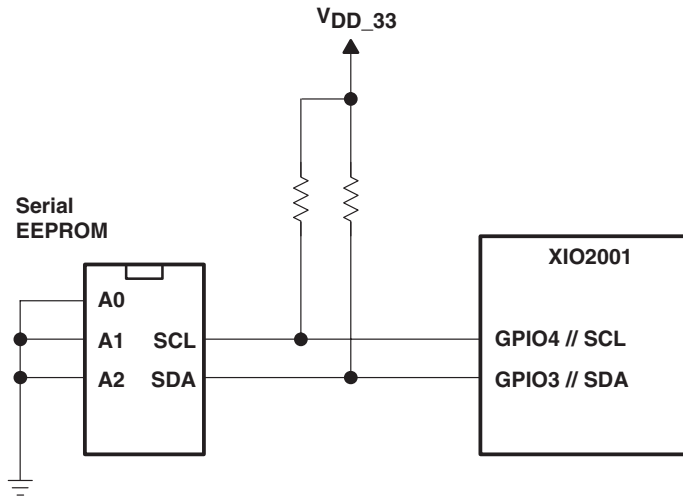 VDD_33
Serial
EEPROM
XIO2001
A0
A1 SCL
GPIO4 // SCL
A2 SDA
GPIO3 // SDA